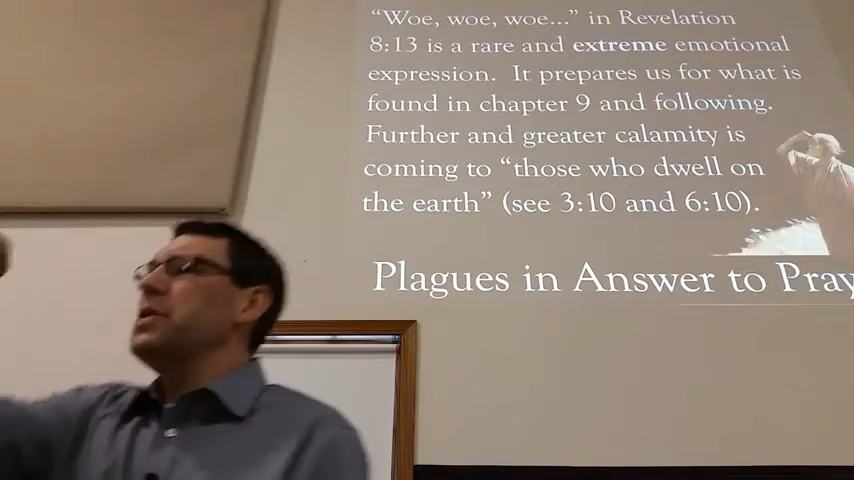 “Woe, woe, woe...” in Revelation
8:13 is a rare and extreme emotional
expression. It prepares us for what is
found in chapter 9 and following.
Further and greater calamity is
coming to “those who dwell on
the earth” (see 3:10 and 6:10).
Plagues in Answer to Pray